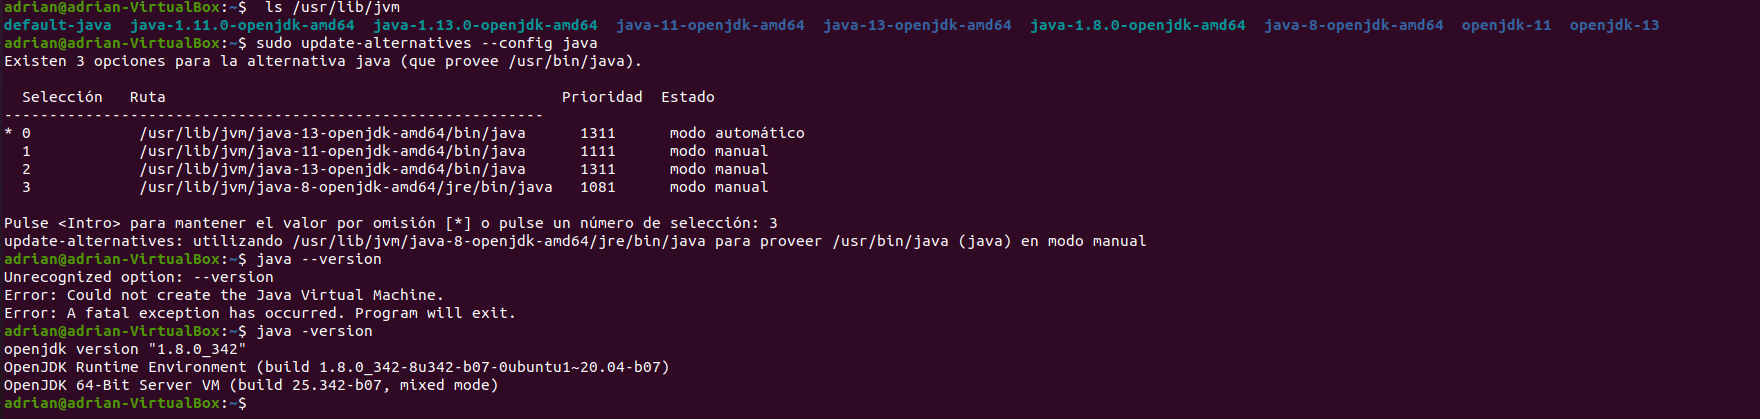 adrian@adrian-VirtualBox:~$  ls /usr/lib/jvm
default-java  java-1.11.0-openjdk-amd64  java-1.13.0-openjdk-amd64  java-11-openjdk-amd64  java-13-openjdk-amd64  java-1.8.0-openjdk-amd64  java-8-openjdk-amd64  openjdk-11  openjdk-13
adrian@adrian-VirtualBox:~$ sudo update-alternatives --config java
Existen 3 opciones para la alternativa java (que provee /usr/bin/java).

  Selección   Ruta                                            Prioridad  Estado
------------------------------------------------------------
* 0            /usr/lib/jvm/java-13-openjdk-amd64/bin/java      1311      modo automático
  1            /usr/lib/jvm/java-11-openjdk-amd64/bin/java      1111      modo manual
  2            /usr/lib/jvm/java-13-openjdk-amd64/bin/java      1311      modo manual
  3            /usr/lib/jvm/java-8-openjdk-amd64/jre/bin/java   1081      modo manual

Pulse <Intro> para mantener el valor por omisión [*] o pulse un número de selección: 3
update-alternatives: utilizando /usr/lib/jvm/java-8-openjdk-amd64/jre/bin/java para proveer /usr/bin/java (java) en modo manual
adrian@adrian-VirtualBox:~$ java --version
Unrecognized option: --version
Error: Could not create the Java Virtual Machine.
Error: A fatal exception has occurred. Program will exit.
adrian@adrian-VirtualBox:~$ java -version
openjdk version "1.8.0_342"
OpenJDK Runtime Environment (build 1.8.0_342-8u342-b07-0ubuntu1~20.04-b07)
OpenJDK 64-Bit Server VM (build 25.342-b07, mixed mode)
adrian@adrian-VirtualBox:~$